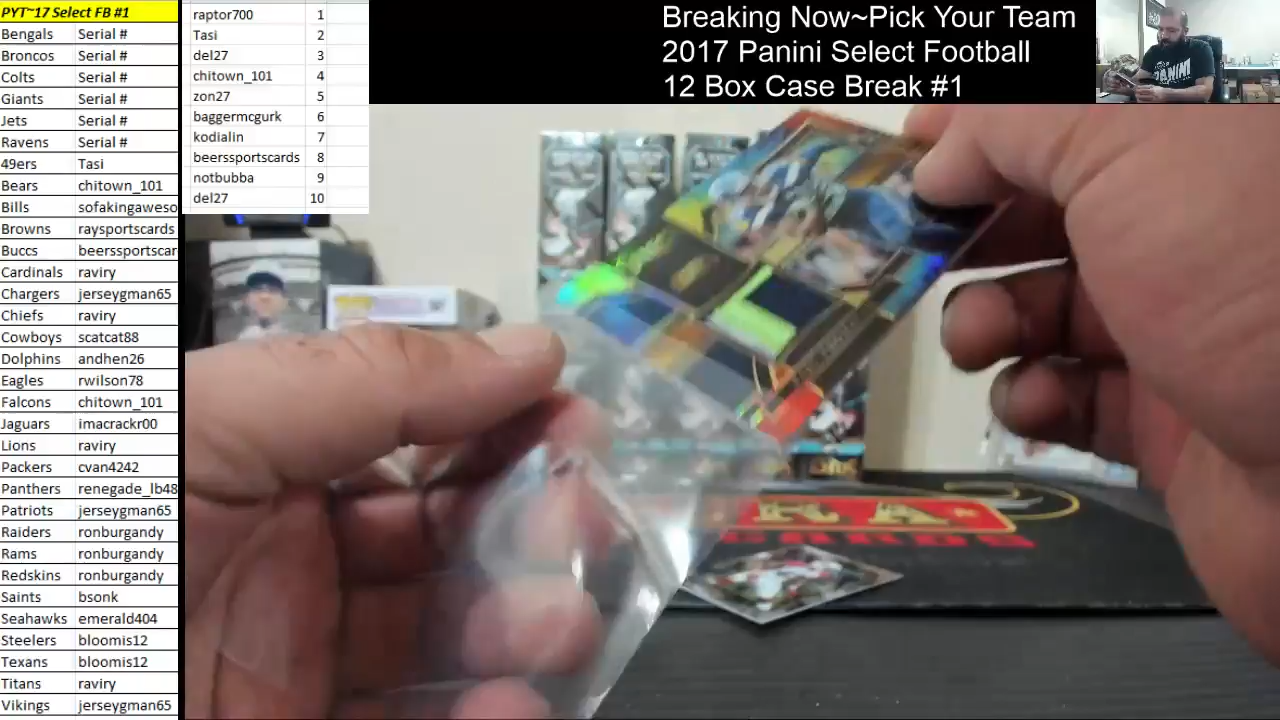 PYT~17 Select FB #1
Bengals Serial #
Broncos Serial #
Colts Serial #
Giants Serial #
Jets Serial #
Ravens Serial #
49ers Tasi
Bears chitown_101
Bills sofakingaweso
Browns raysportscards
Buccs beerssportscar
Cardinals raviry
Chargers jerseygman65
Chiefs raviry
Cowboys scatcat88
Dolphins andhen26
Eagles rwilson78
Falcons chitown_101
Jaguars imacrackr00
Lions raviry
Packers cvan4242
Panthers renegade_lb48
Patriots jerseygman65
Raiders ronburgandy
Rams ronburgandy
Redskins ronburgandy
Saints bsonk
Seahawks emerald404
Steelers bloomis12
Texans bloomis12
Titans raviry
Vikings jerseygman65
raptor700 1
Tasi 2
del27 3
chitown_101 4
zon27 5
baggermcgurk 6
kodialin 7
beerssportscards 8
notbubba 9
del27 10
Breaking Now~Pick Your Team
2017 Panini Select Football
12 Box Case Break #1
PANINI
CARDS